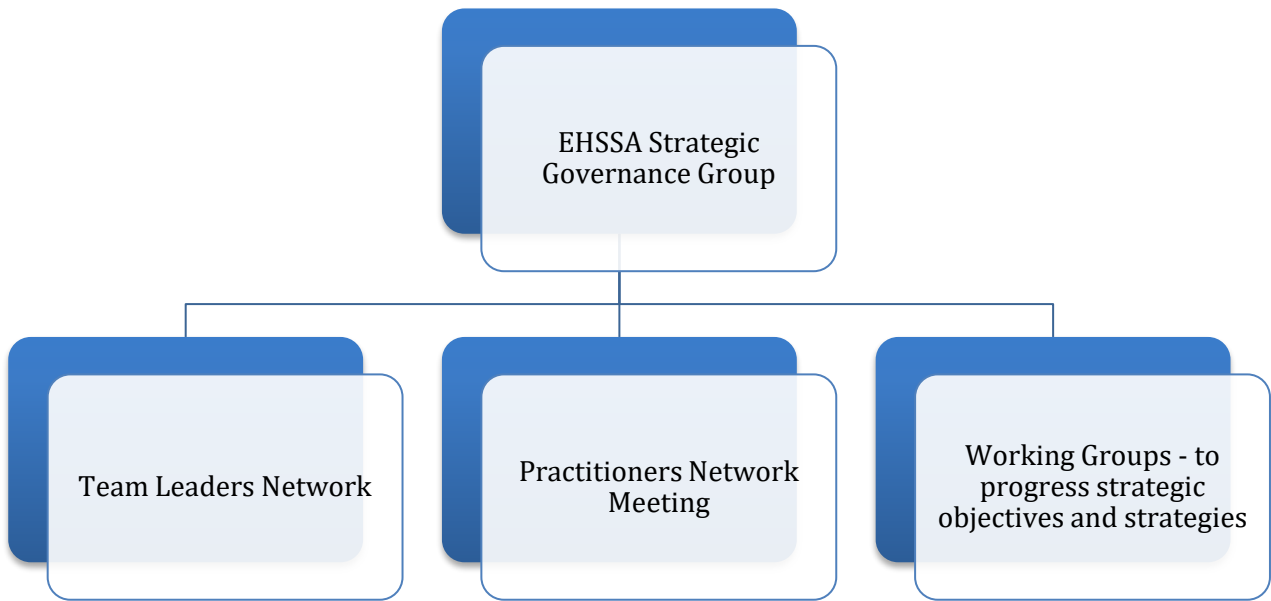 EHSSA Strategic
Governance Group
Team Leaders Network
Practitioners Network
Meeting
Working Groups - to
progress strategic
objectives and strategies